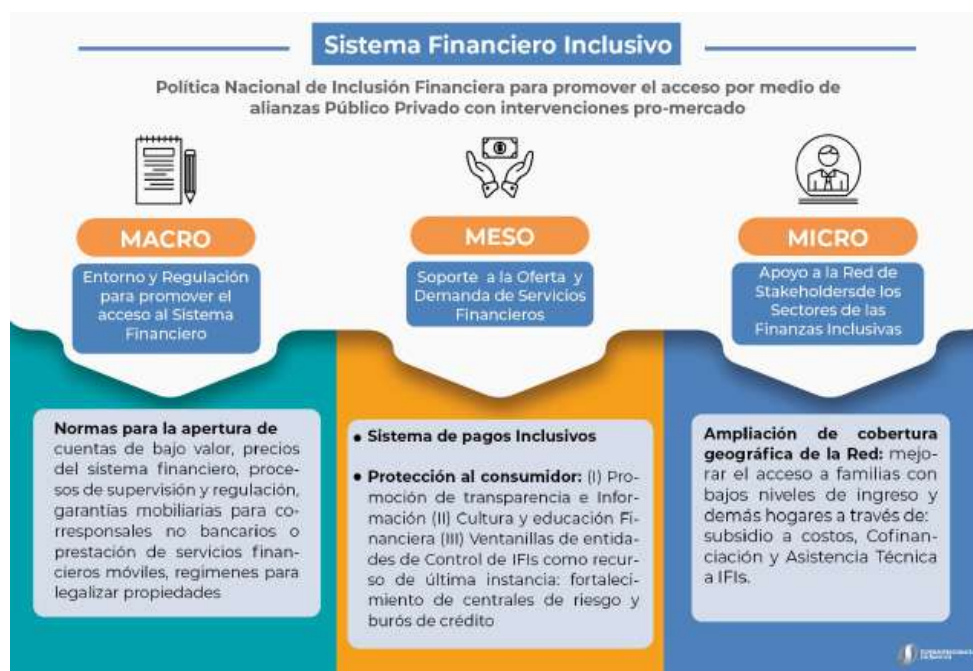 Sistema Financiero Inclusivo
Política Nacional de Inclusión Financiera para promover el acceso por medio de
alianzas Público Privado con intervenciones pro-mercado
MACRO
Entorno y Regulación
para promover el
acceso al Sistema
Financiero
Normas para la apertura de
cuentas de bajo valor, precios
del sistema financiero, proce-
sos de supervisión y regulación,
garantías mobiliarias para co-
rresponsales no bancarios o
prestación de servicios finan-
cieros móviles, regimenes para
legalizar propiedades
MESO
Soporte a la Oferta y
Demanda de Servicios
Financieros
• Sistema de pagos Inclusivos
• Protección al consumidor: (I) Pro-
moción de transparencia e Infor-
mación (II) Cultura y educación Fi-
nanciera (III) Ventanillas de entida-
des de Control de IFIs como recur-
so de última instancia: fortaleci-
miento de centrales de riesgo y
burós de crédito
MICRO
Apoyo a la Red de
Stakeholdersde los
Sectores de las
Finanzas Inclusivas
Ampliación de cobertura
geográfica de la Red: mejo-
rar el acceso a familias con
bajos niveles de ingreso y
demás hogares a través de:
subsidio a costos, Cofinan-
ciación y Asistencia Técnica
a IFIs.